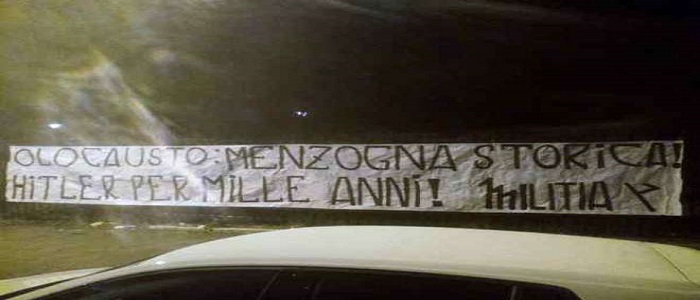 OLOCAUSTO: MENZOGNA STORICA!
HITLER PER MILLE ANNI! MILITIA